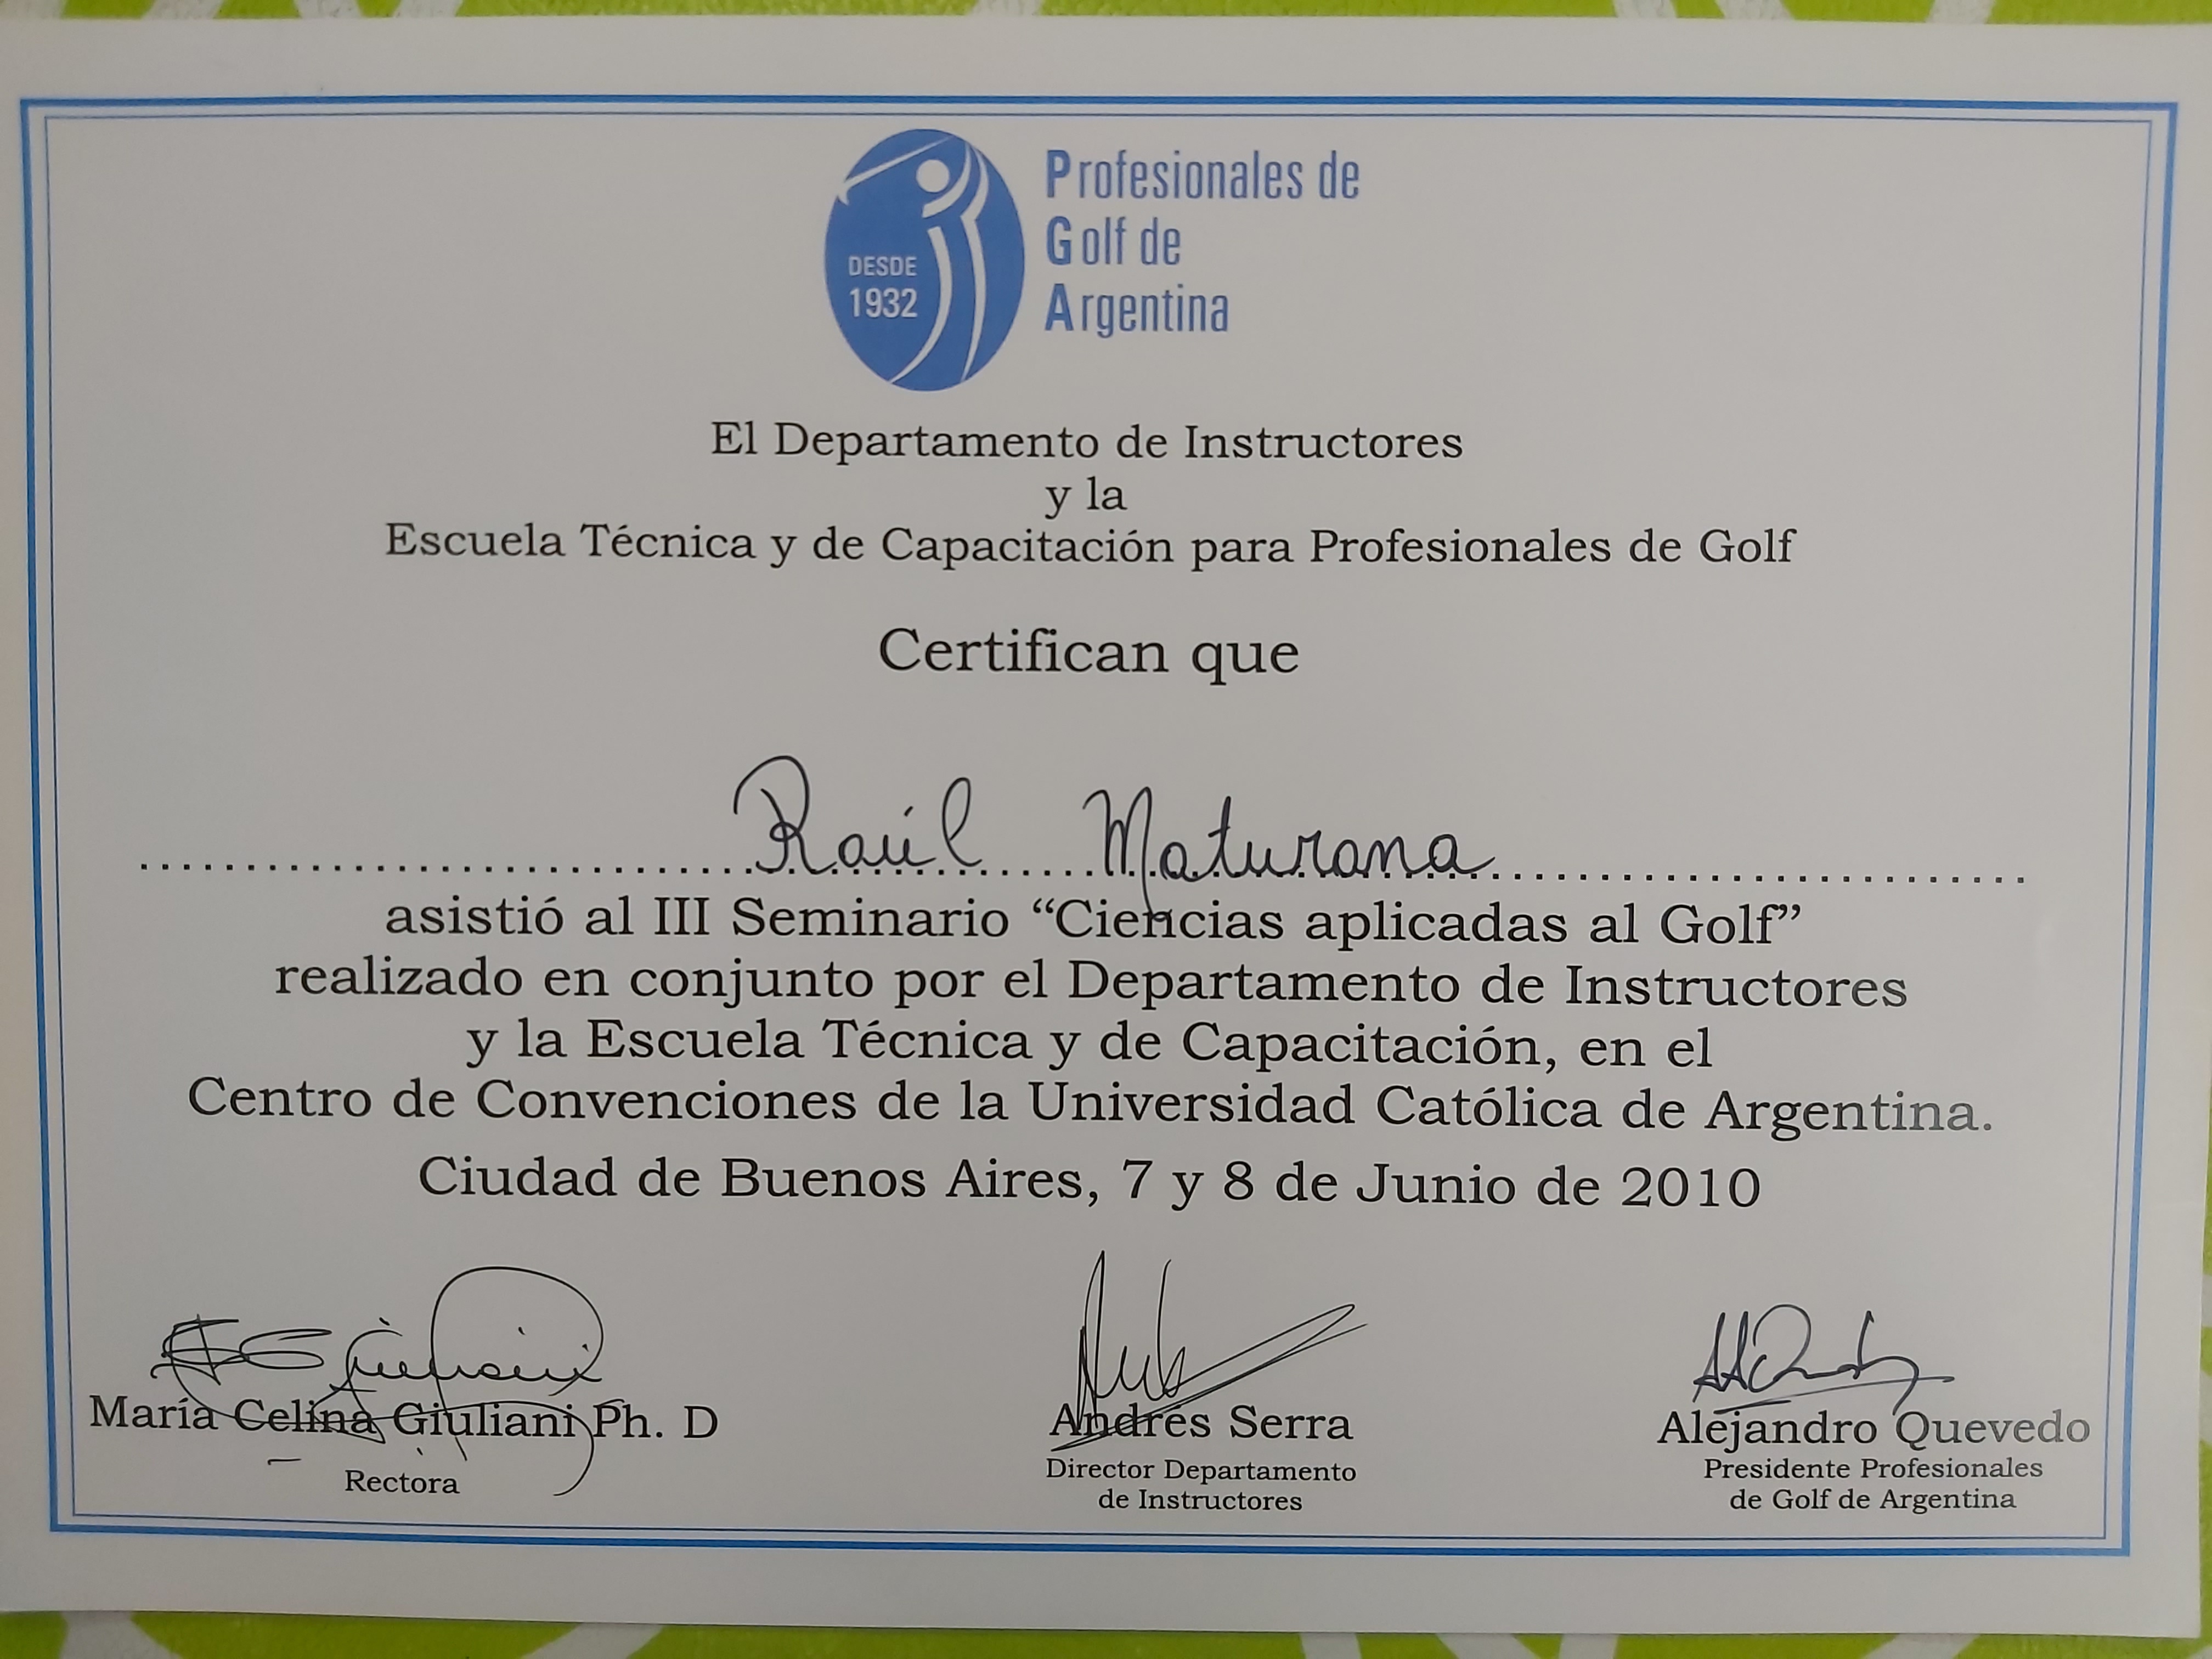 Profesionales de
Golf de
Argentina
DESDE
1932
El Departamento de Instructores
y la
Escuela Técnica y de Capacitación para Profesionales de Golf
Certifican que
Raúl Maturana
asistió al III Seminario “Ciencias aplicadas al Golf”
realizado en conjunto por el Departamento de Instructores
y la Escuela Técnica y de Capacitación, en el
Centro de Convenciones de la Universidad Católica de Argentina.
Ciudad de Buenos Aires, 7 y 8 de Junio de 2010
María Celina Giuliani Ph. D
Rectora
Andrés Serra
Director Departamento
de Instructores
Alejandro Quevedo
Presidente Profesionales
de Golf de Argentina